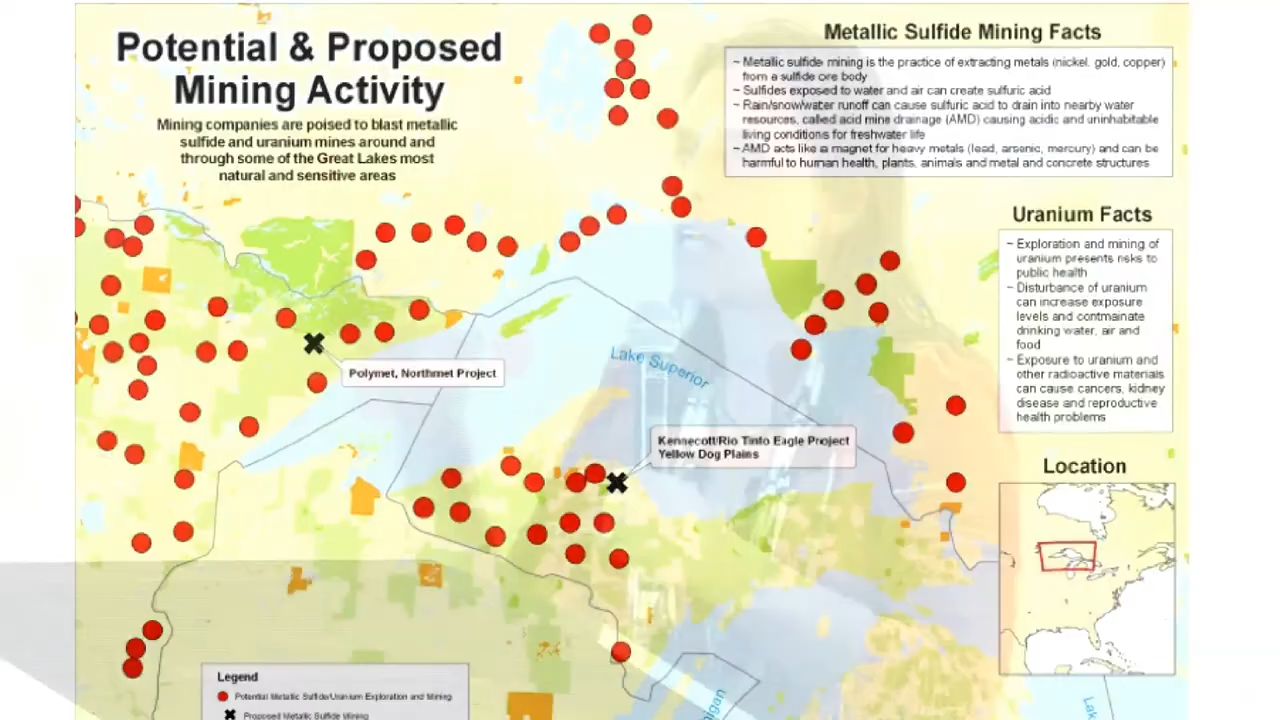 Potential & Proposed
Mining Activity
Mining companies are poised to blast metallic
sulfide and uranium mines around and
through some of the Great Lakes most
natural and sensitive areas
Metallic Sulfide Mining Facts
~ Metallic sulfide mining is the practice of extracting metals (nickel, gold, copper)
from a sulfide ore body
~ Sulfides exposed to water and air can create sulfuric acid
~ Rain/snow/water runoff can cause sulfuric acid to drain into nearby water
resources, called acid mine drainage (AMD) causing acidic and uninhabitable
living conditions for freshwater life
~ AMD acts like a magnet for heavy metals (lead, arsenic, mercury) and can be
harmful to human health, plants, animals and metal and concrete structures
Uranium Facts
~ Exploration and mining of
uranium presents risks to
public health
~ Disturbance of uranium
can increase exposure
levels and contmainate
drinking water, air and
food
~ Exposure to uranium and
other radioactive materials
can cause cancers, kidney
disease and reproductive
health problems
Lake Superior
Polymet, Northmet Project
Kennecott/Rio Tinto Eagle Project
Yellow Dog Plains
Location
Legend
Potential Metallic Sulfide/Uranium Exploration and Mining
Proposed Metallic Sulfide Mining
higan
Lak